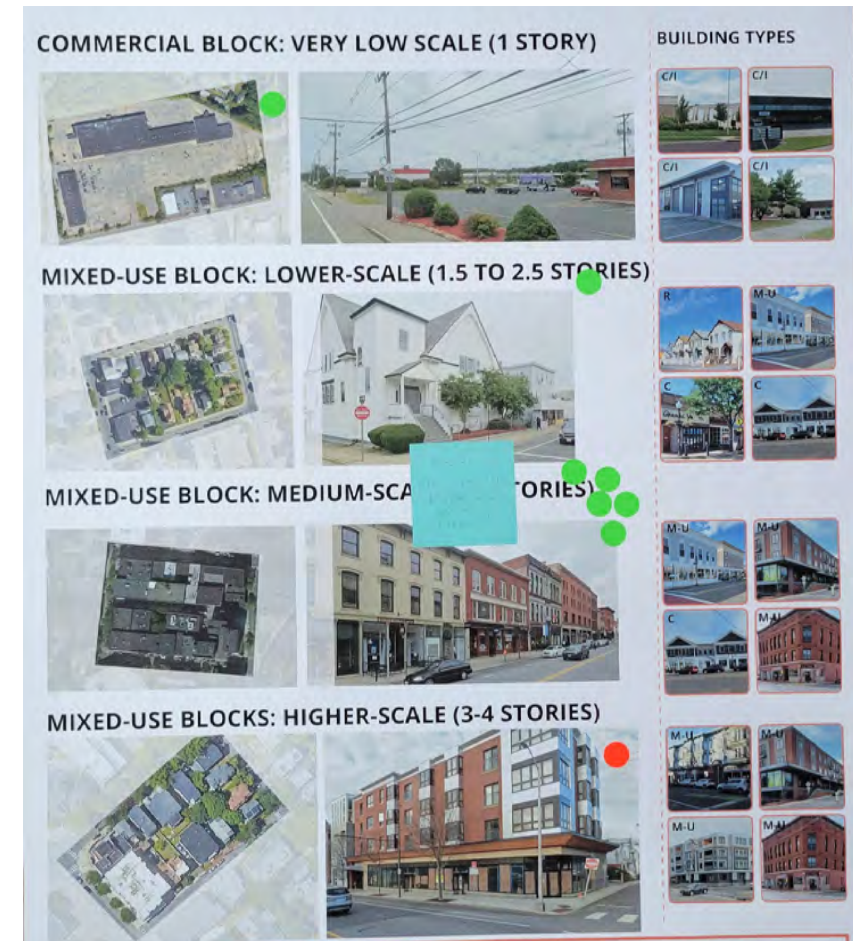 COMMERCIAL BLOCK: VERY LOW SCALE (1 STORY)
BUILDING TYPES
C/I
C/I
C/I
C/I
MIXED-USE BLOCK: LOWER-SCALE (1.5 TO 2.5 STORIES)
R
M-U
C
C
MIXED-USE BLOCK: MEDIUM-SCA TORIES)
M-U
M-U
C
M-U
MIXED-USE BLOCKS: HIGHER-SCALE (3-4 STORIES)
M-U
M-U
M-U
M-U